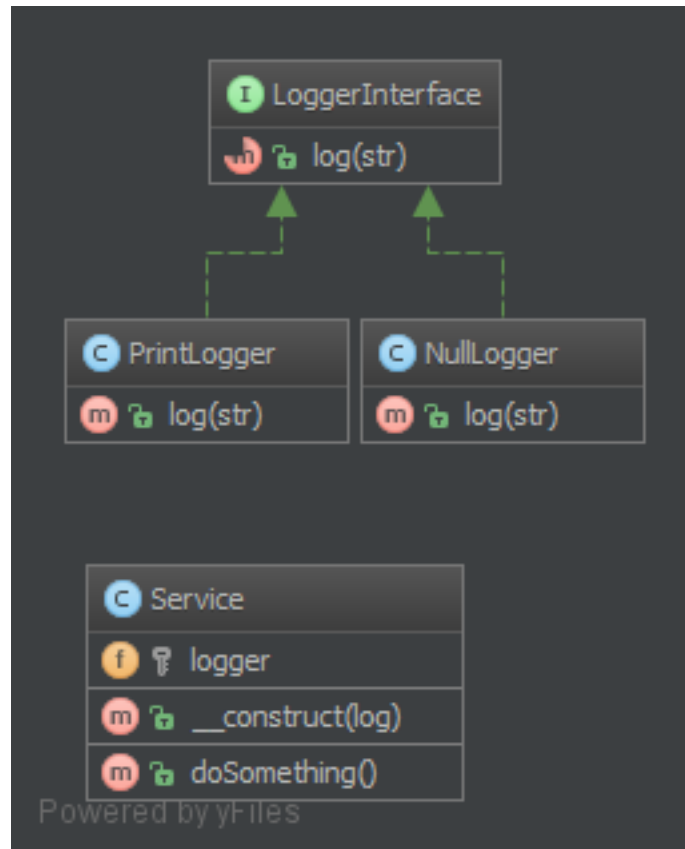 I LoggerInterface
m log(str)
C PrintLogger
m log(str)
C NullLogger
m log(str)
C Service
f logger
m __construct(log)
m doSomething()
Powered by yFiles